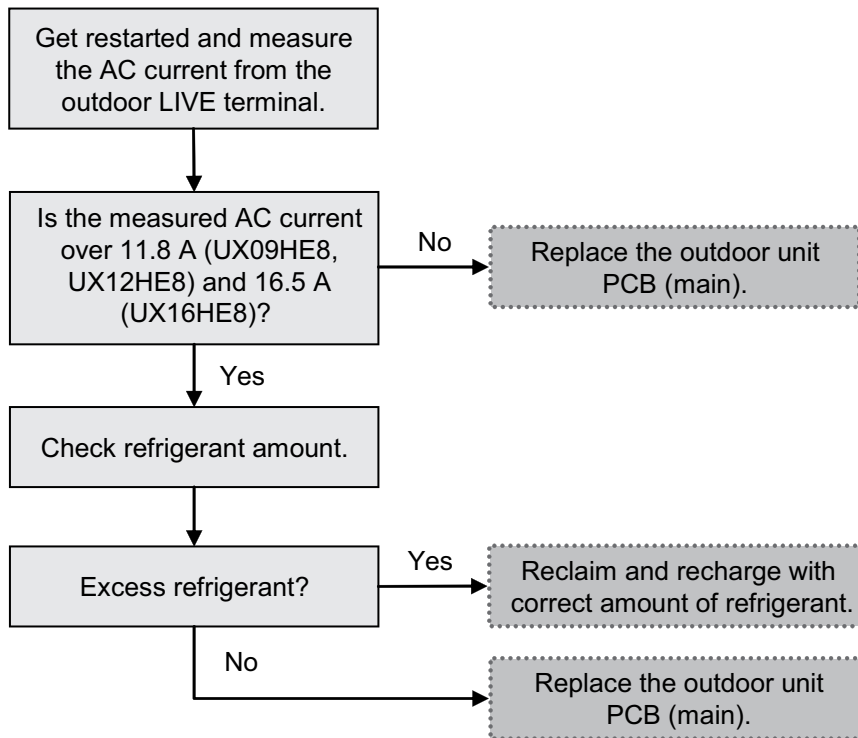 Get restarted and measure
the AC current from the
outdoor LIVE terminal.
Is the measured AC current
over 11.8 A (UX09HE8,
UX12HE8) and 16.5 A
(UX16HE8)?
No
Replace the outdoor unit
PCB (main).
Yes
Check refrigerant amount.
Excess refrigerant?
Yes
Reclaim and recharge with
correct amount of refrigerant.
No
Replace the outdoor unit
PCB (main).